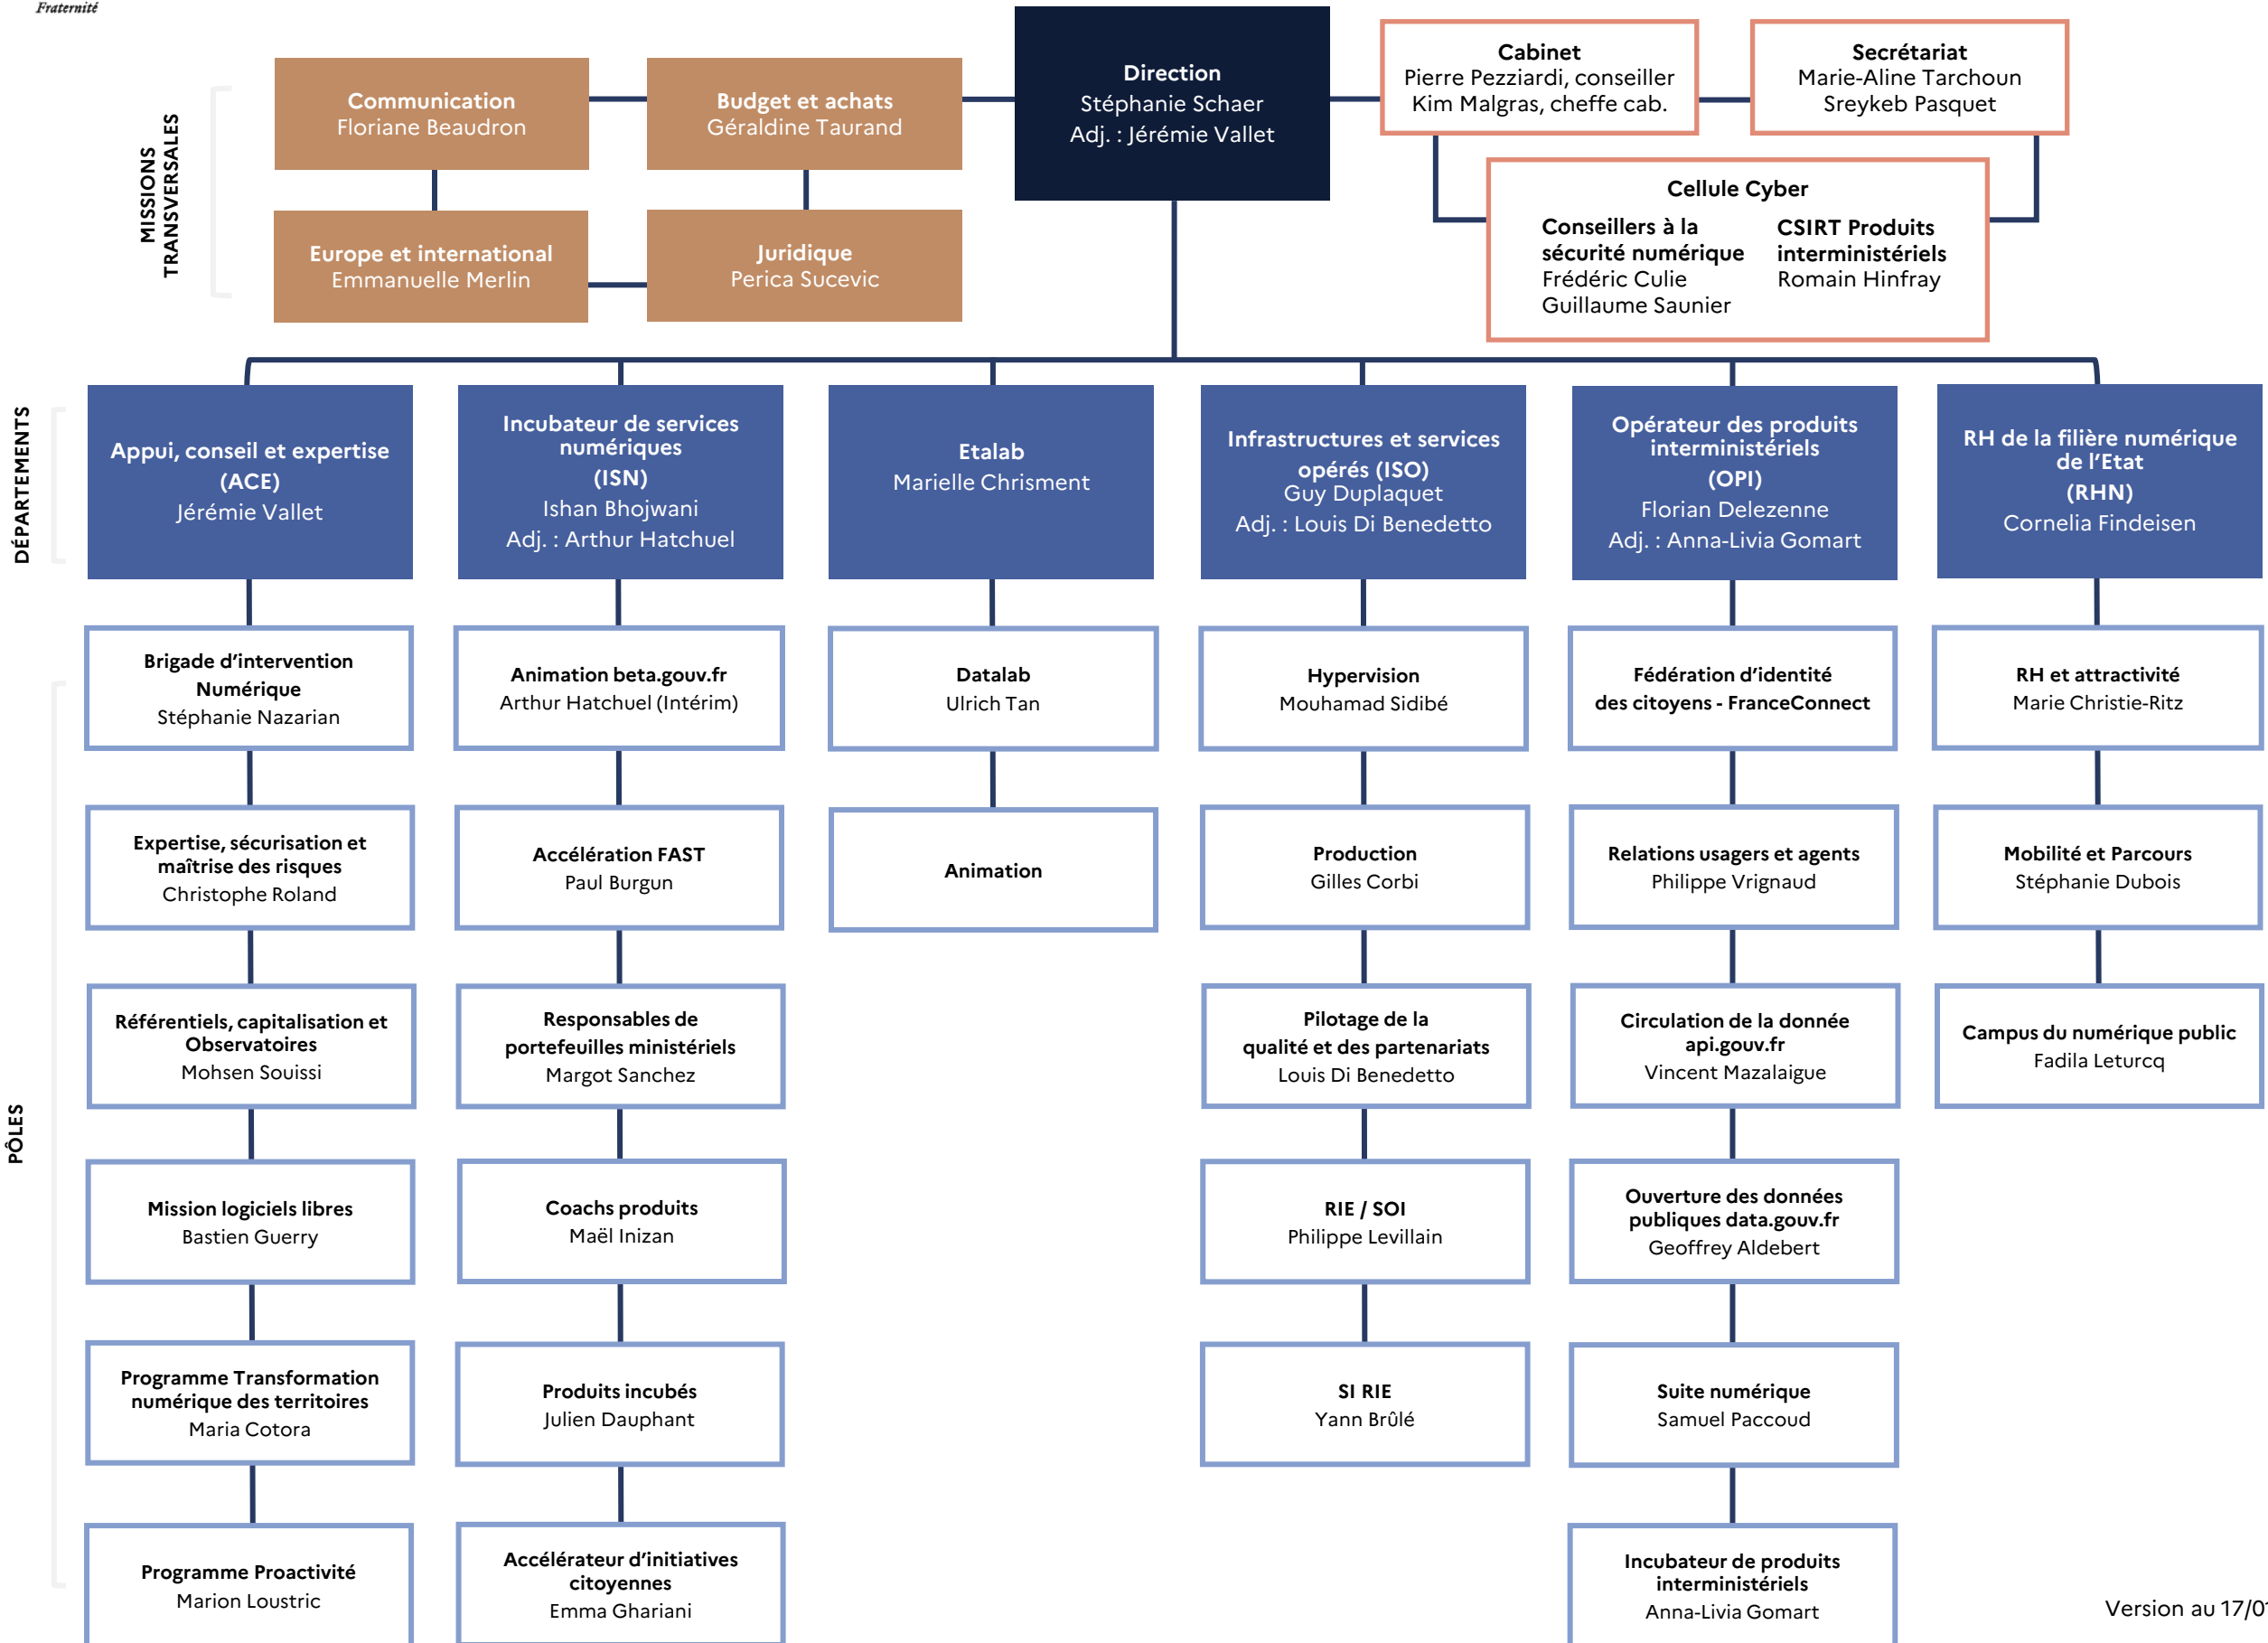 Fraternité
MISSIONS
TRANSVERSALES
Communication
Floriane Beaudron
Budget et achats
Géraldine Taurand
Europe et international
Emmanuelle Merlin
Juridique
Perica Sucevic
Direction
Stéphanie Schaer
Adj. : Jérémie Vallet
Cabinet
Pierre Pezziardi, conseiller
Kim Malgras, cheffe cab.
Secrétariat
Marie-Aline Tarchoun
Sreykeb Pasquet
Cellule Cyber
Conseillers à la
sécurité numérique
Frédéric Culie
Guillaume Saunier
CSIRT Produits
interministériels
Romain Hinfray
DÉPARTEMENTS
Appui, conseil et expertise
(ACE)
Jérémie Vallet
Incubateur de services
numériques
(ISN)
Ishan Bhojwani
Adj. : Arthur Hatchuel
Etalab
Marielle Chrisment
Infrastructures et services
opérés (ISO)
Guy Duplaquet
Adj. : Louis Di Benedetto
Opérateur des produits
interministériels
(OPI)
Florian Delezenne
Adj. : Anna-Livia Gomart
RH de la filière numérique
de l'Etat
(RHN)
Cornelia Findeisen
PÔLES
Brigade d'intervention
Numérique
Stéphanie Nazarian
Expertise, sécurisation et
maîtrise des risques
Christophe Roland
Référentiels, capitalisation et
Observatoires
Mohsen Souissi
Mission logiciels libres
Bastien Guerry
Programme Transformation
numérique des territoires
Maria Cotora
Programme Proactivité
Marion Loustric
Animation beta.gouv.fr
Arthur Hatchuel (Intérim)
Accélération FAST
Paul Burgun
Responsables de
portefeuilles ministériels
Margot Sanchez
Coachs produits
Maël Inizan
Produits incubés
Julien Dauphant
Accélérateur d'initiatives
citoyennes
Emma Ghariani
Datalab
Ulrich Tan
Animation
Hypervision
Mouhamad Sidibé
Production
Gilles Corbi
Pilotage de la
qualité et des partenariats
Louis Di Benedetto
RIE / SOI
Philippe Levillain
SI RIE
Yann Brûlé
Fédération d'identité
des citoyens - FranceConnect
Relations usagers et agents
Philippe Vrignaud
Circulation de la donnée
api.gouv.fr
Vincent Mazalaigue
Ouverture des données
publiques data.gouv.fr
Geoffrey Aldebert
Suite numérique
Samuel Paccoud
Incubateur de produits
interministériels
Anna-Livia Gomart
RH et attractivité
Marie Christie-Ritz
Mobilité et Parcours
Stéphanie Dubois
Campus du numérique public
Fadila Leturcq
Version au 17/0